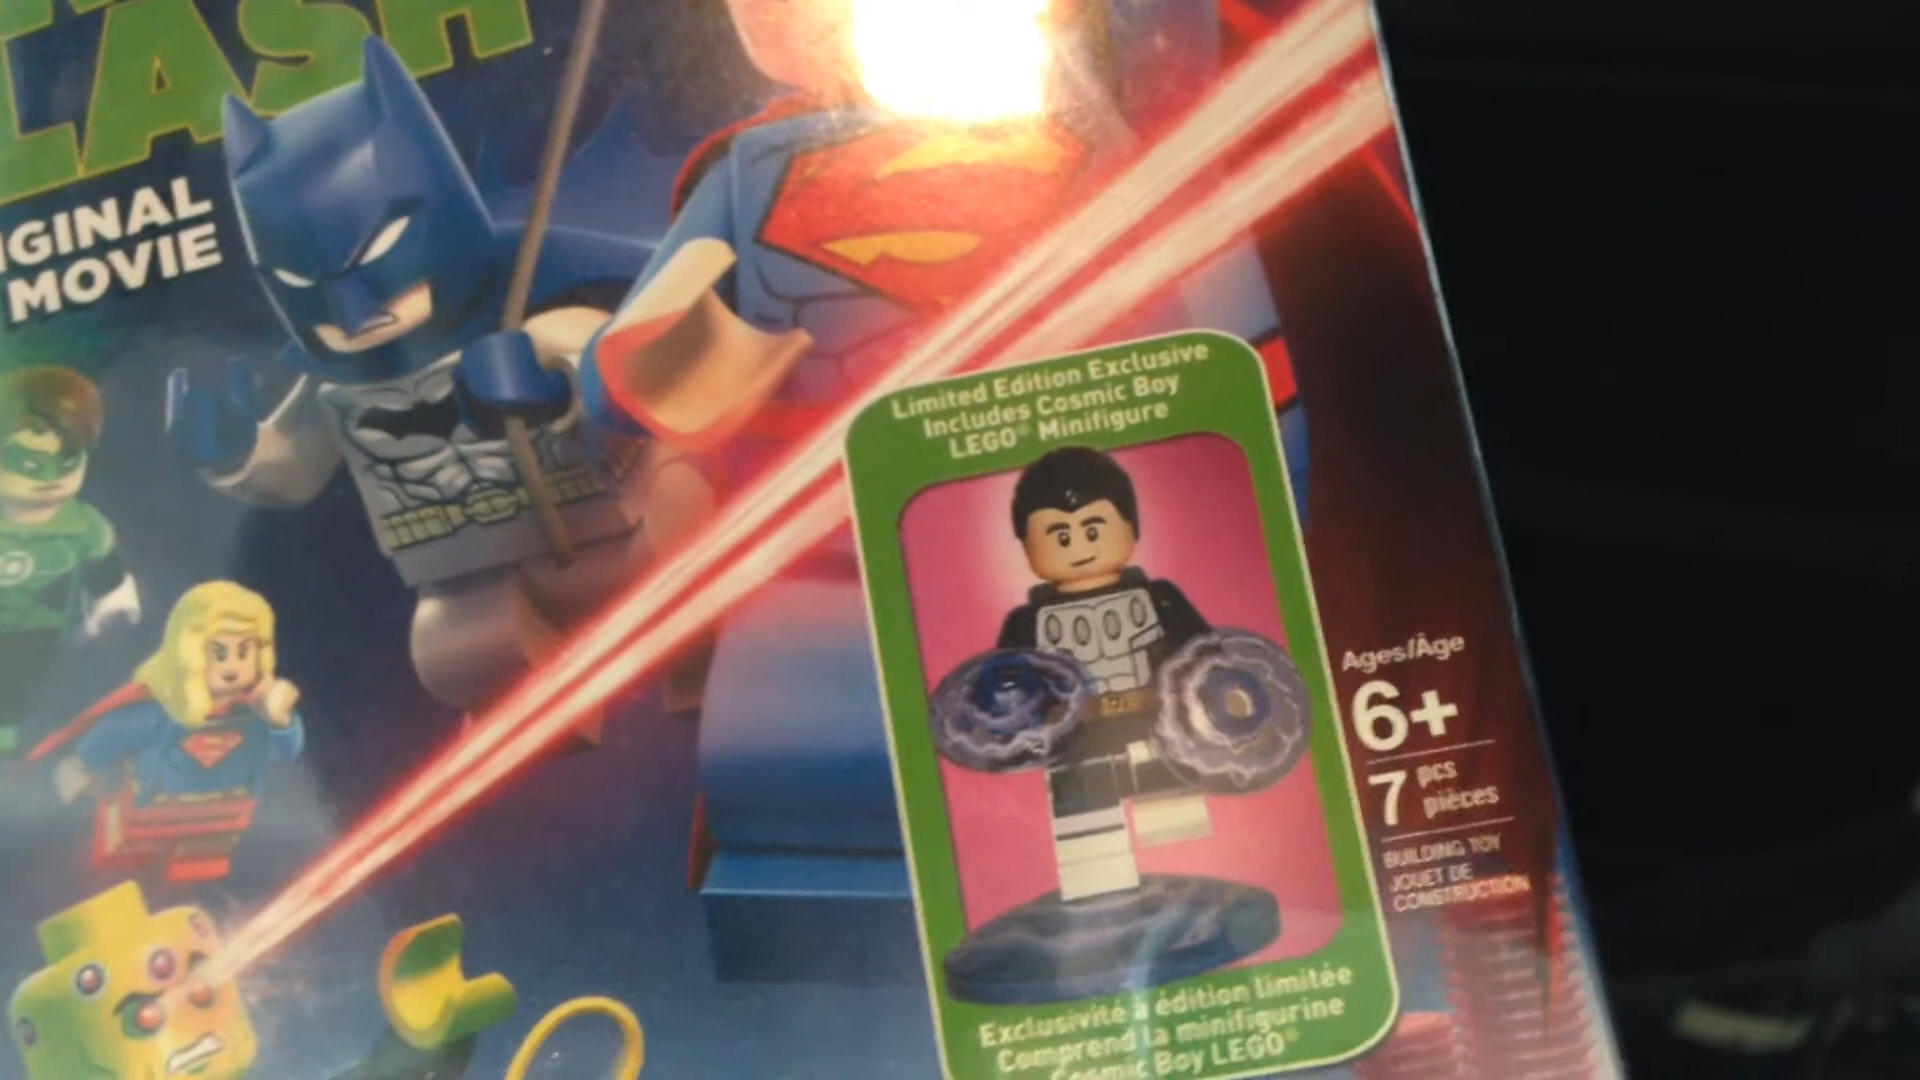 LASH
IGINAL
MOVIE
Limited Edition Exclusive
Includes Cosmic Boy
LEGO® Minifigure
Ages/Âge
6+
7 pcs
pièces
BUILDING TOY
JOUET DE
CONSTRUCTION
Exclusivité à édition limitée
Comprend la minifigurine
Cosmic Boy LEGO®